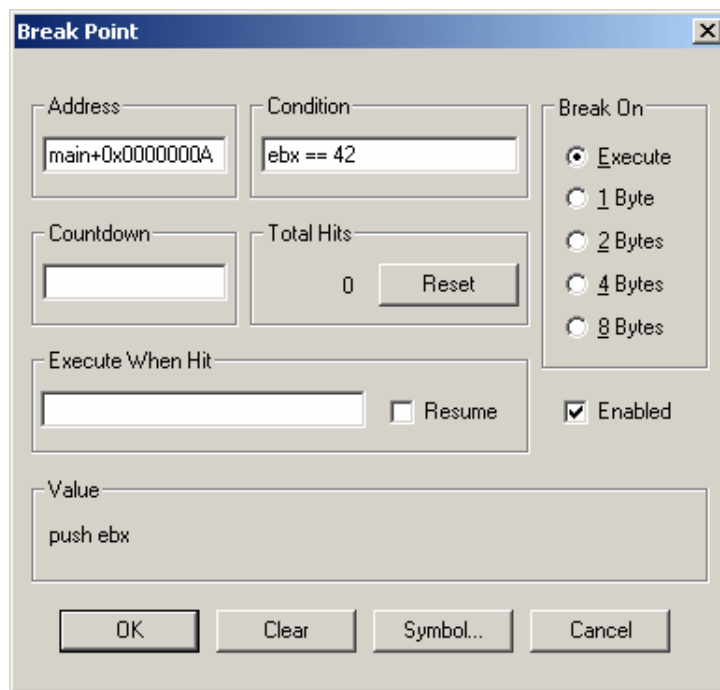 Break Point
Address
main+0x0000000A
Condition
ebx == 42
Break On
Execute
1 Byte
2 Bytes
4 Bytes
8 Bytes
Countdown
Total Hits
0
Reset
Execute When Hit
Resume
Enabled
Value
push ebx
OK
Clear
Symbol...
Cancel